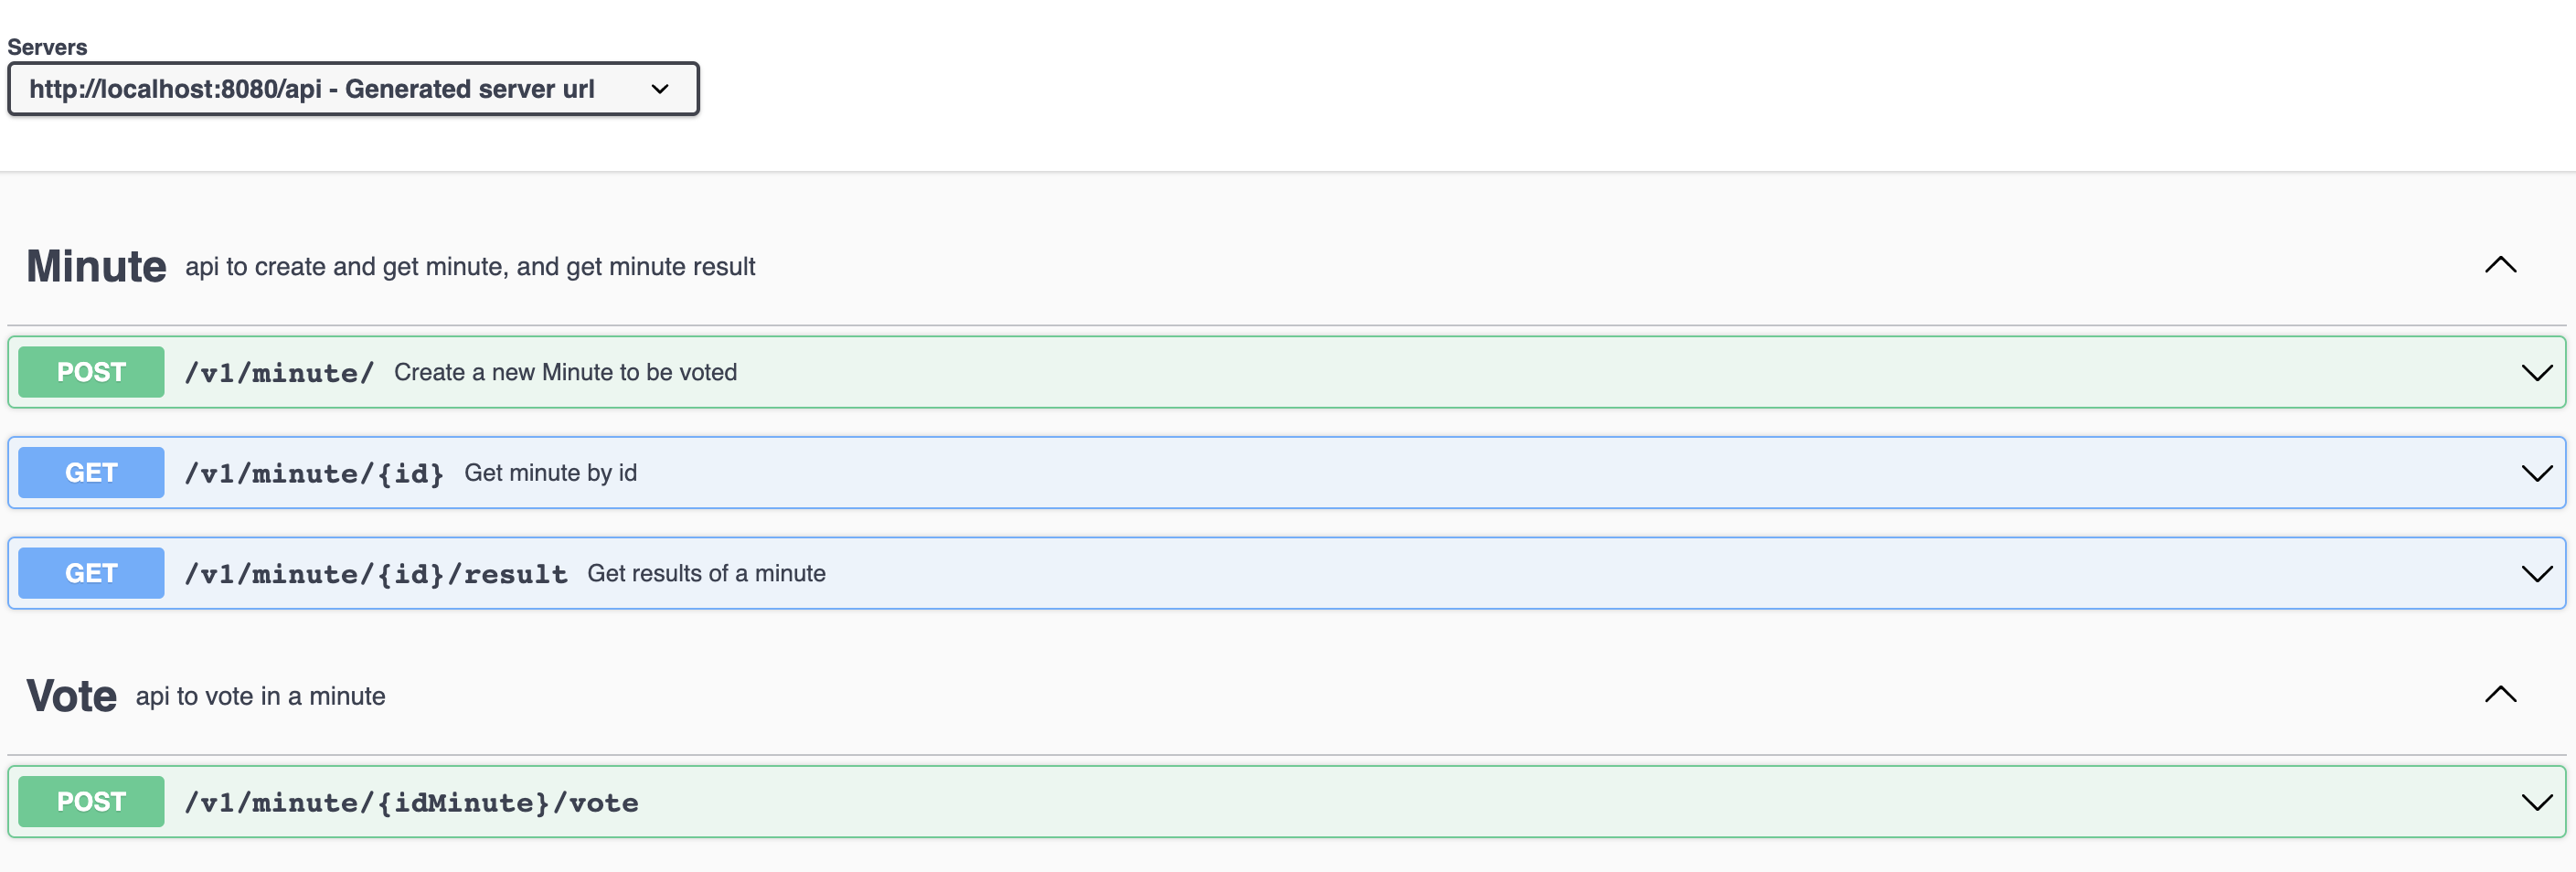 Servers
http://localhost:8080/api - Generated server url
Minute api to create and get minute, and get minute result
POST /v1/minute/ Create a new Minute to be voted
GET /v1/minute/{id} Get minute by id
GET /v1/minute/{id}/result Get results of a minute
Vote api to vote in a minute
POST /v1/minute/{idMinute}/vote